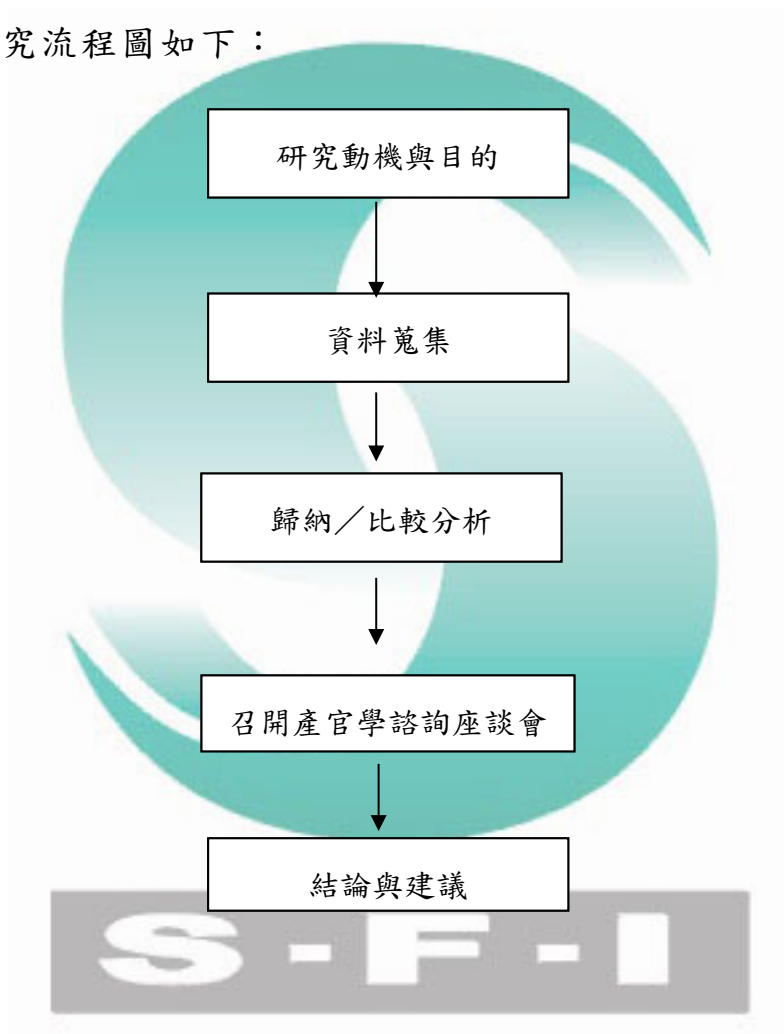 究流程圖如下：
研究動機與目的
資料蒐集
歸納／比較分析
召開產官學諮詢座談會
結論與建議
S-F-I